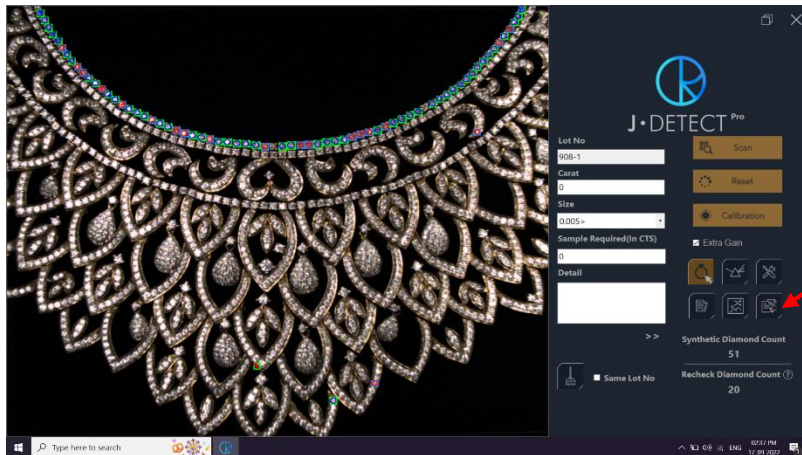 J·DETECT Pro
Lot No
908-1
Scan
Carat
0
Reset
Size
0.005>
Calibration
Sample Required(In CTS)
0
Extra Gain
Detail
>>
Synthetic Diamond Count
51
Same Lot No
Recheck Diamond Count ?
20
Type here to search
ENG
02:37 PM
17-09-2022